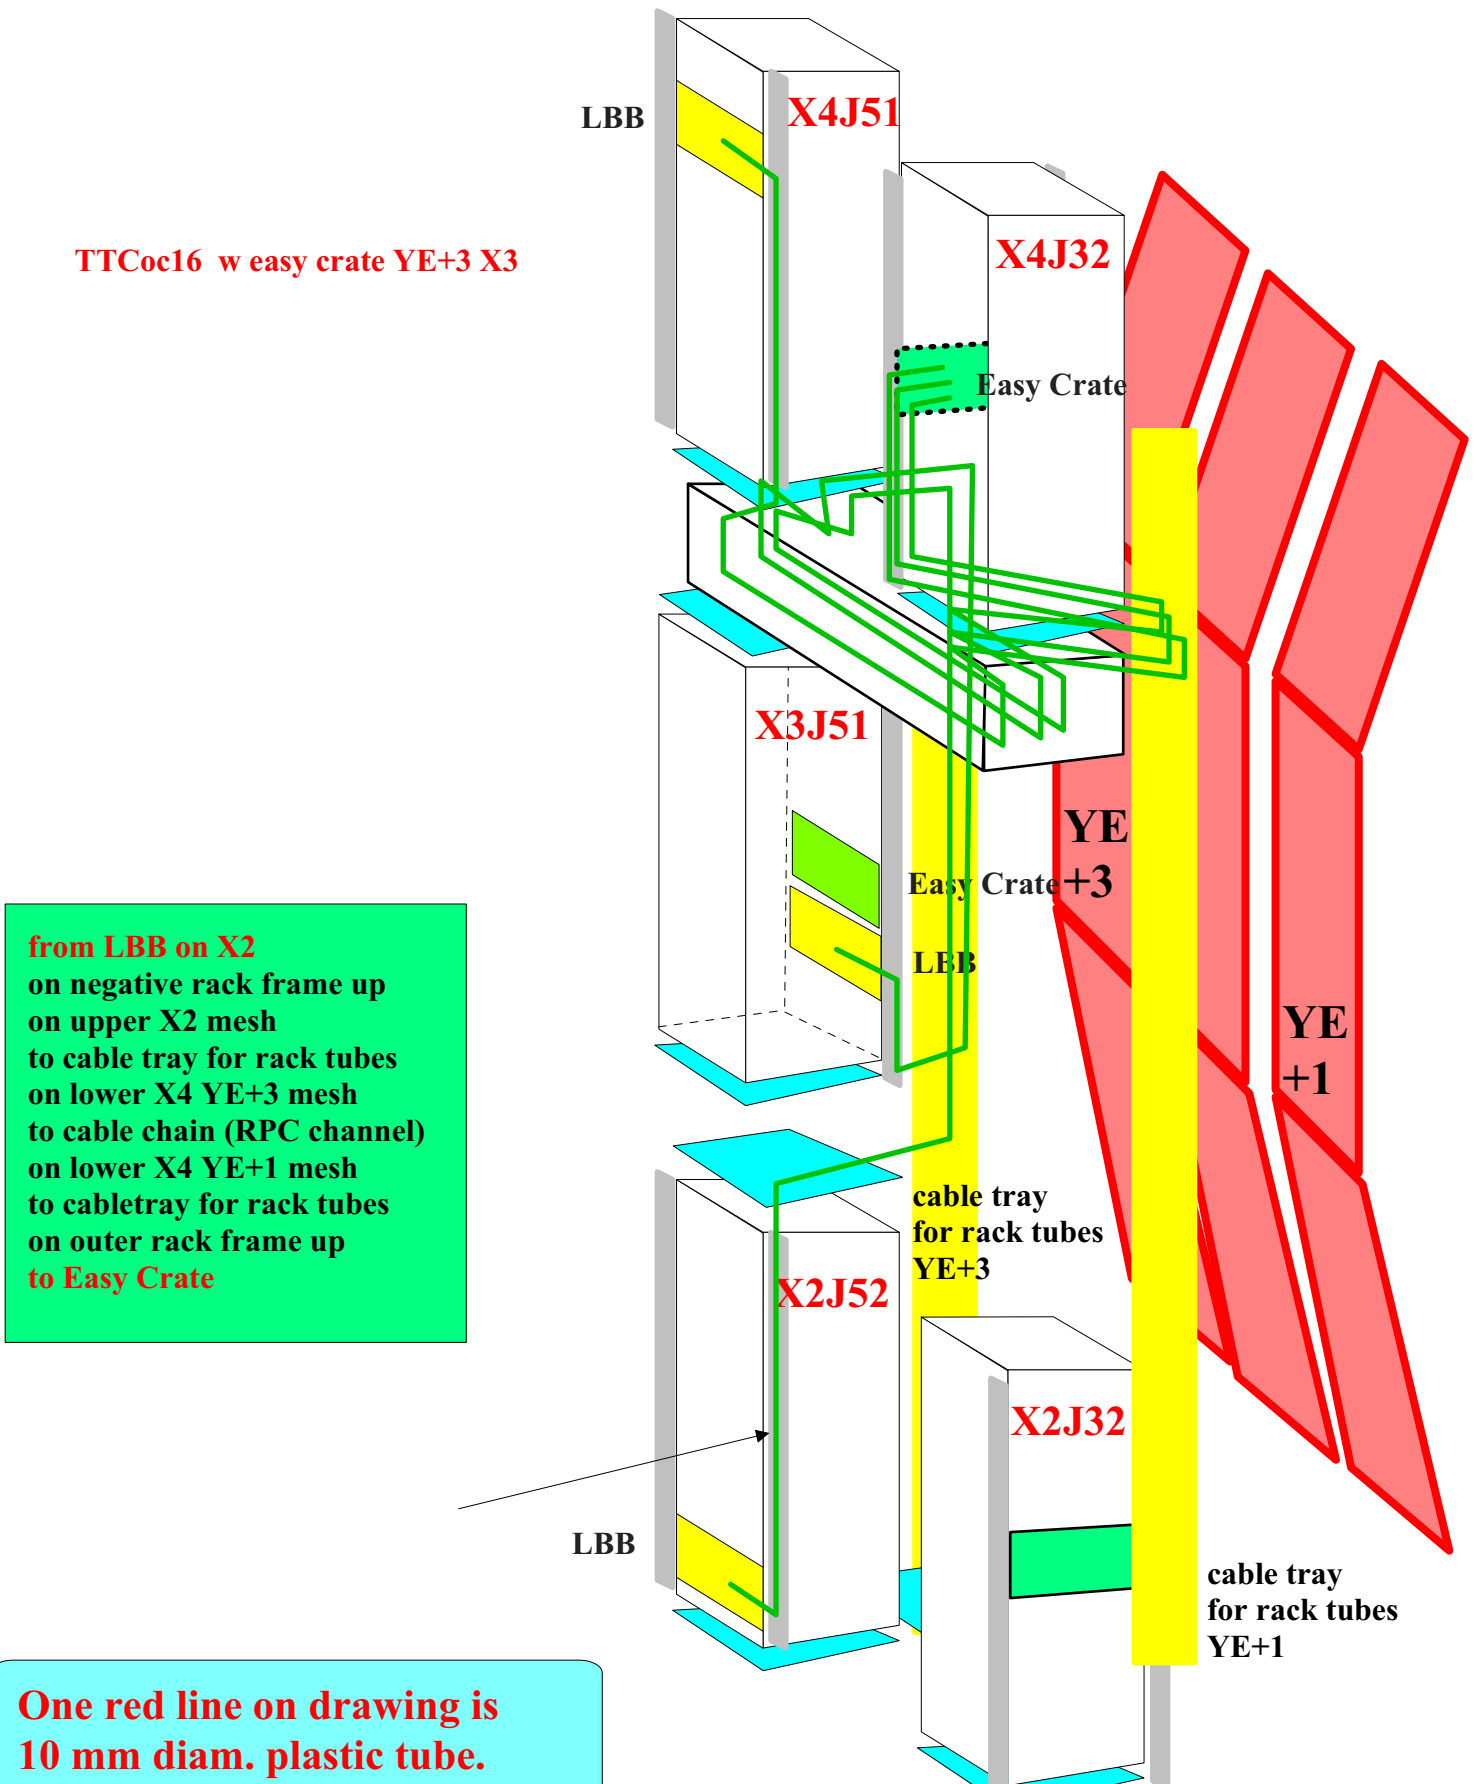 LBB
X4J51
TTCoc16 w easy crate YE+3 X3
X4J32
Easy Crate
X3J51
YE
+3
Easy Crate
LBB
YE
+1
from LBB on X2
on negative rack frame up
on upper X2 mesh
to cable tray for rack tubes
on lower X4 YE+3 mesh
to cable chain (RPC channel)
on lower X4 YE+1 mesh
to cabletray for rack tubes
on outer rack frame up
to Easy Crate
cable tray
for rack tubes
YE+3
X2J52
X2J32
LBB
cable tray
for rack tubes
YE+1
One red line on drawing is
10 mm diam. plastic tube.